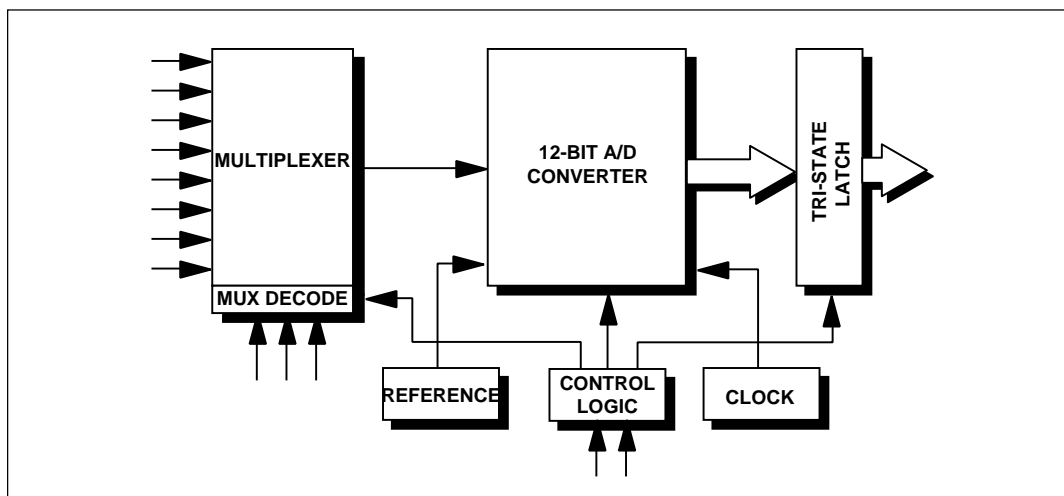 MULTIPLEXER
12-BIT A/D
CONVERTER
TRI-STATE
LATCH
MUX DECODE
REFERENCE
CONTROL
LOGIC
CLOCK